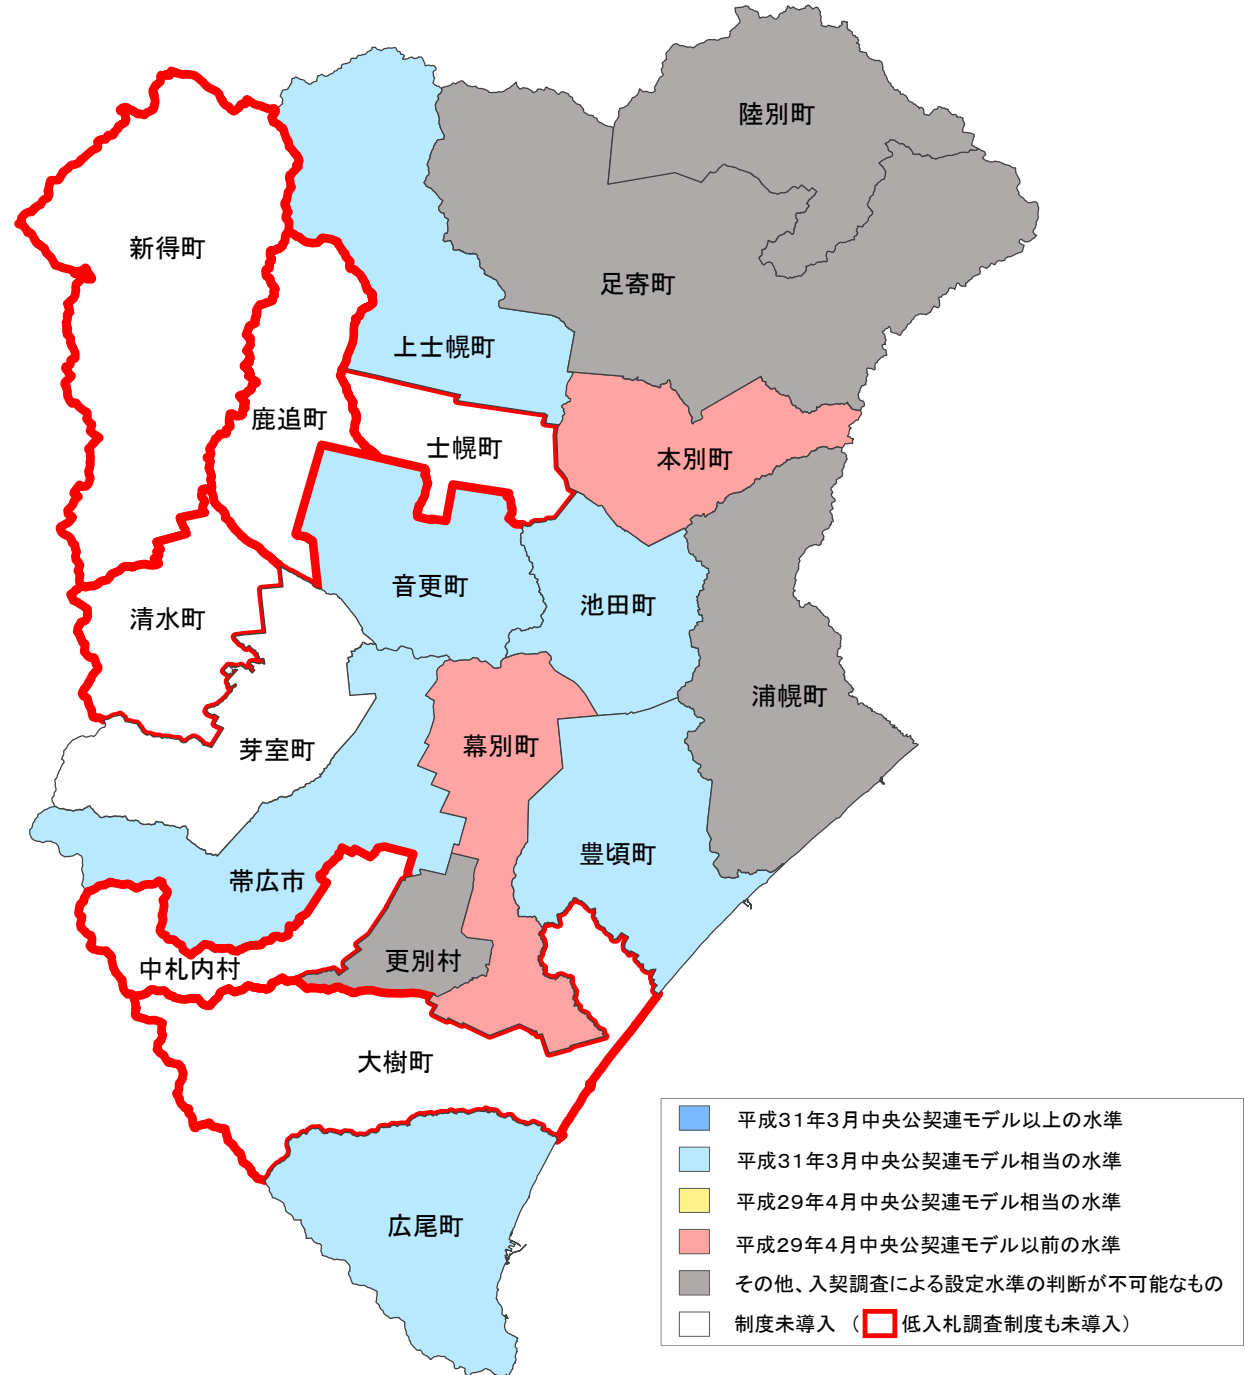 陸別町
新得町
足寄町
上士幌町
鹿追町
士幌町
本別町
音更町
池田町
清水町
浦幌町
幕別町
芽室町
豊頃町
帯広市
更別村
中札内村
大樹町
広尾町
平成31年3月中央公契連モデル以上の水準
平成31年3月中央公契連モデル相当の水準
平成29年4月中央公契連モデル相当の水準
平成29年4月中央公契連モデル以前の水準
その他、入契調査による設定水準の判断が不可能なもの
制度未導入 ( 低入札調査制度も未導入)